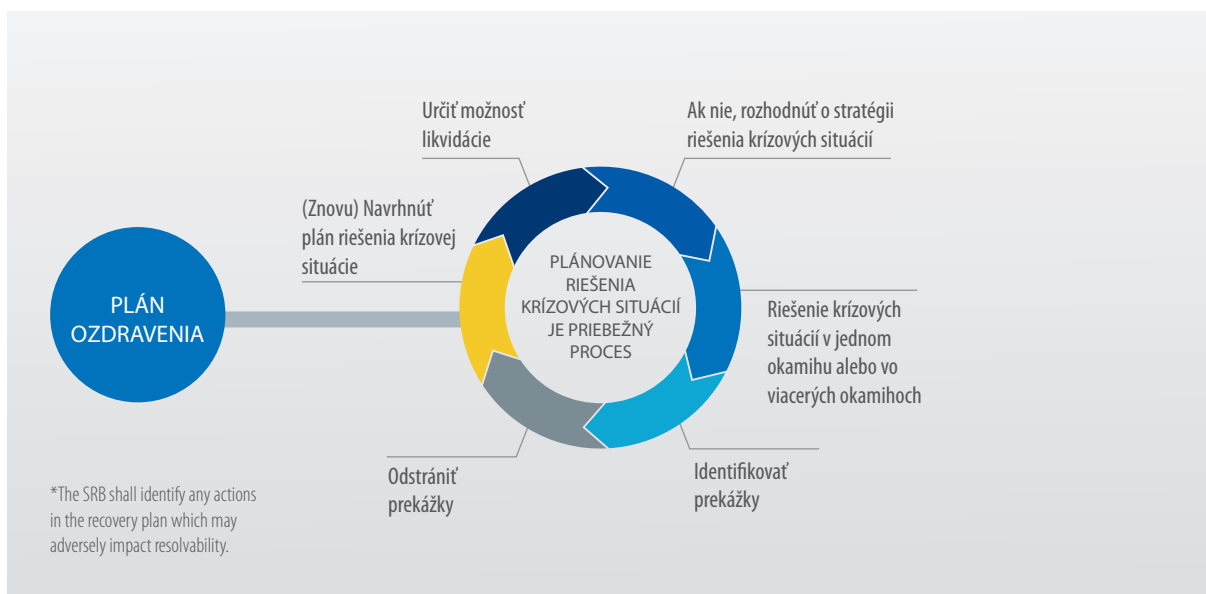 Určiť možnosť
likvidácie
Ak nie, rozhodnúť o stratégii
riešenia krízových situácií
(Znovu) Navrhnúť
plán riešenia krízovej
situácie
PLÁN
OZDRAVENIA
PLÁNOVANIE
RIEŠENIA
KRÍZOVÝCH SITUÁCIÍ
JE PRIEBEŽNÝ
PROCES
Riešenie krízových
situácií v jednom
okamihu alebo vo
viacerých okamihoch
Odstrániť
prekážky
Identifikovať
prekážky
*The SRB shall identify any actions
in the recovery plan which may
adversely impact resolvability.